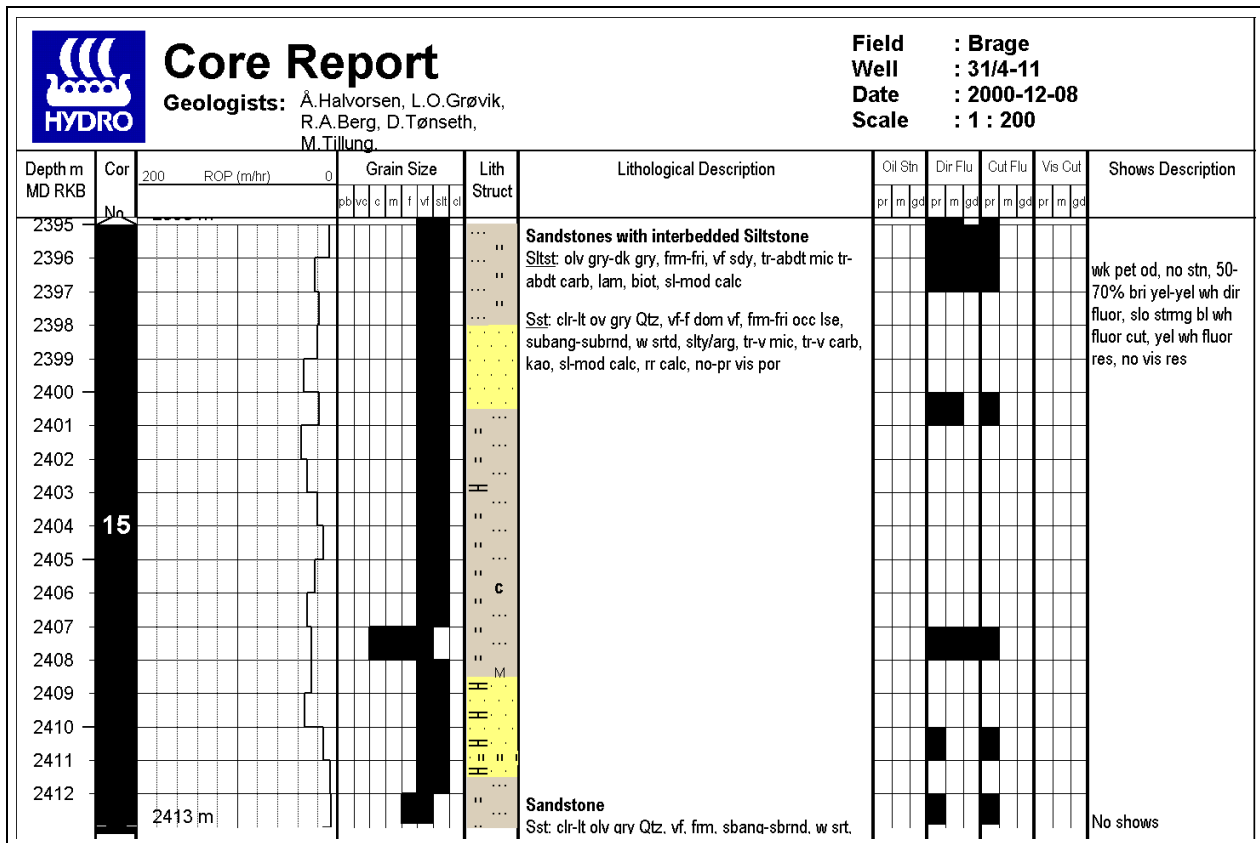 HYDRO
Core Report
Geologists: Å.Halvorsen, L.O.Grøvik,
R.A.Berg, D.Tønseth,
M.Tillung.
Field : Brage
Well : 31/4-11
Date : 2000-12-08
Scale : 1 : 200
Depth m
MD RKB
Cor
No
200 ROP (m/hr) 0
Grain Size
pb vc c m f vf slt cl
Lith
Struct
Lithological Description
Oil Stn
pr m gd
Dir Flu
pr m gd
Cut Flu
pr m gd
Vis Cut
pr m gd
Shows Description
2395
2396
2397
2398
2399
2400
2401
2402
2403
2404
2405
2406
2407
2408
2409
2410
2411
2412
15
2413 m
c
M
Sandstones with interbedded Siltstone
Sltst: olv gry-dk gry, frm-fri, vf sdy, tr-abdt mic tr-
abdt carb, lam, biot, sl-mod calc
Sst: clr-lt ov gry Qtz, vf-f dom vf, frm-fri occ lse,
subang-subrnd, w srtd, slty/arg, tr-v mic, tr-v carb,
kao, sl-mod calc, rr calc, no-pr vis por
wk pet od, no stn, 50-
70% bri yel-yel wh dir
fluor, slo strmg bl wh
fluor cut, yel wh fluor
res, no vis res
Sandstone
Sst: clr-lt olv gry Qtz, vf, frm, sbang-sbrnd, w srt,
No shows